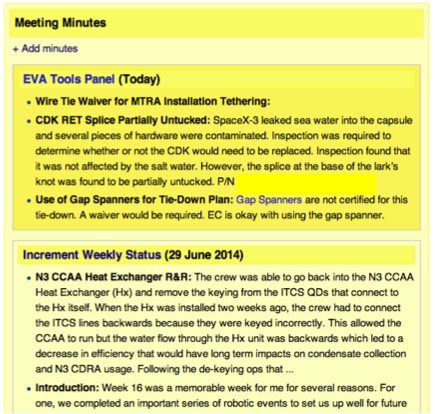 Meeting Minutes
+ Add minutes
EVA Tools Panel (Today)
• Wire Tie Waiver for MTRA Installation Tethering:
• CDK RET Splice Partially Untucked: SpaceX-3 leaked sea water into the capsule
and several pieces of hardware were contaminated. Inspection was required to
determine whether or not the CDK would need to be replaced. Inspection found that
it was not affected by the salt water. However, the splice at the base of the lark's
knot was found to be partially untucked. P/N
• Use of Gap Spanners for Tie-Down Plan: Gap Spanners are not certified for this
tie-down. A waiver would be required. EC is okay with using the gap spanner.
Increment Weekly Status (29 June 2014)
• N3 CCAA Heat Exchanger R&R: The crew was able to go back into the N3 CCAA
Heat Exchanger (Hx) and remove the keying from the ITCS QDs that connect to
the Hx itself. When the Hx was installed two weeks ago, the crew had to connect
the ITCS lines backwards because they were keyed incorrectly. This allowed the
CCAA to run but the water flow through the Hx unit was backwards which led to a
decrease in efficiency that would have long term impacts on condensate collection
and N3 CDRA usage. Following the de-keying ops that ...
• Introduction: Week 16 was a memorable week for me for several reasons. For
one, we completed an important series of robotic events to set us up well for future